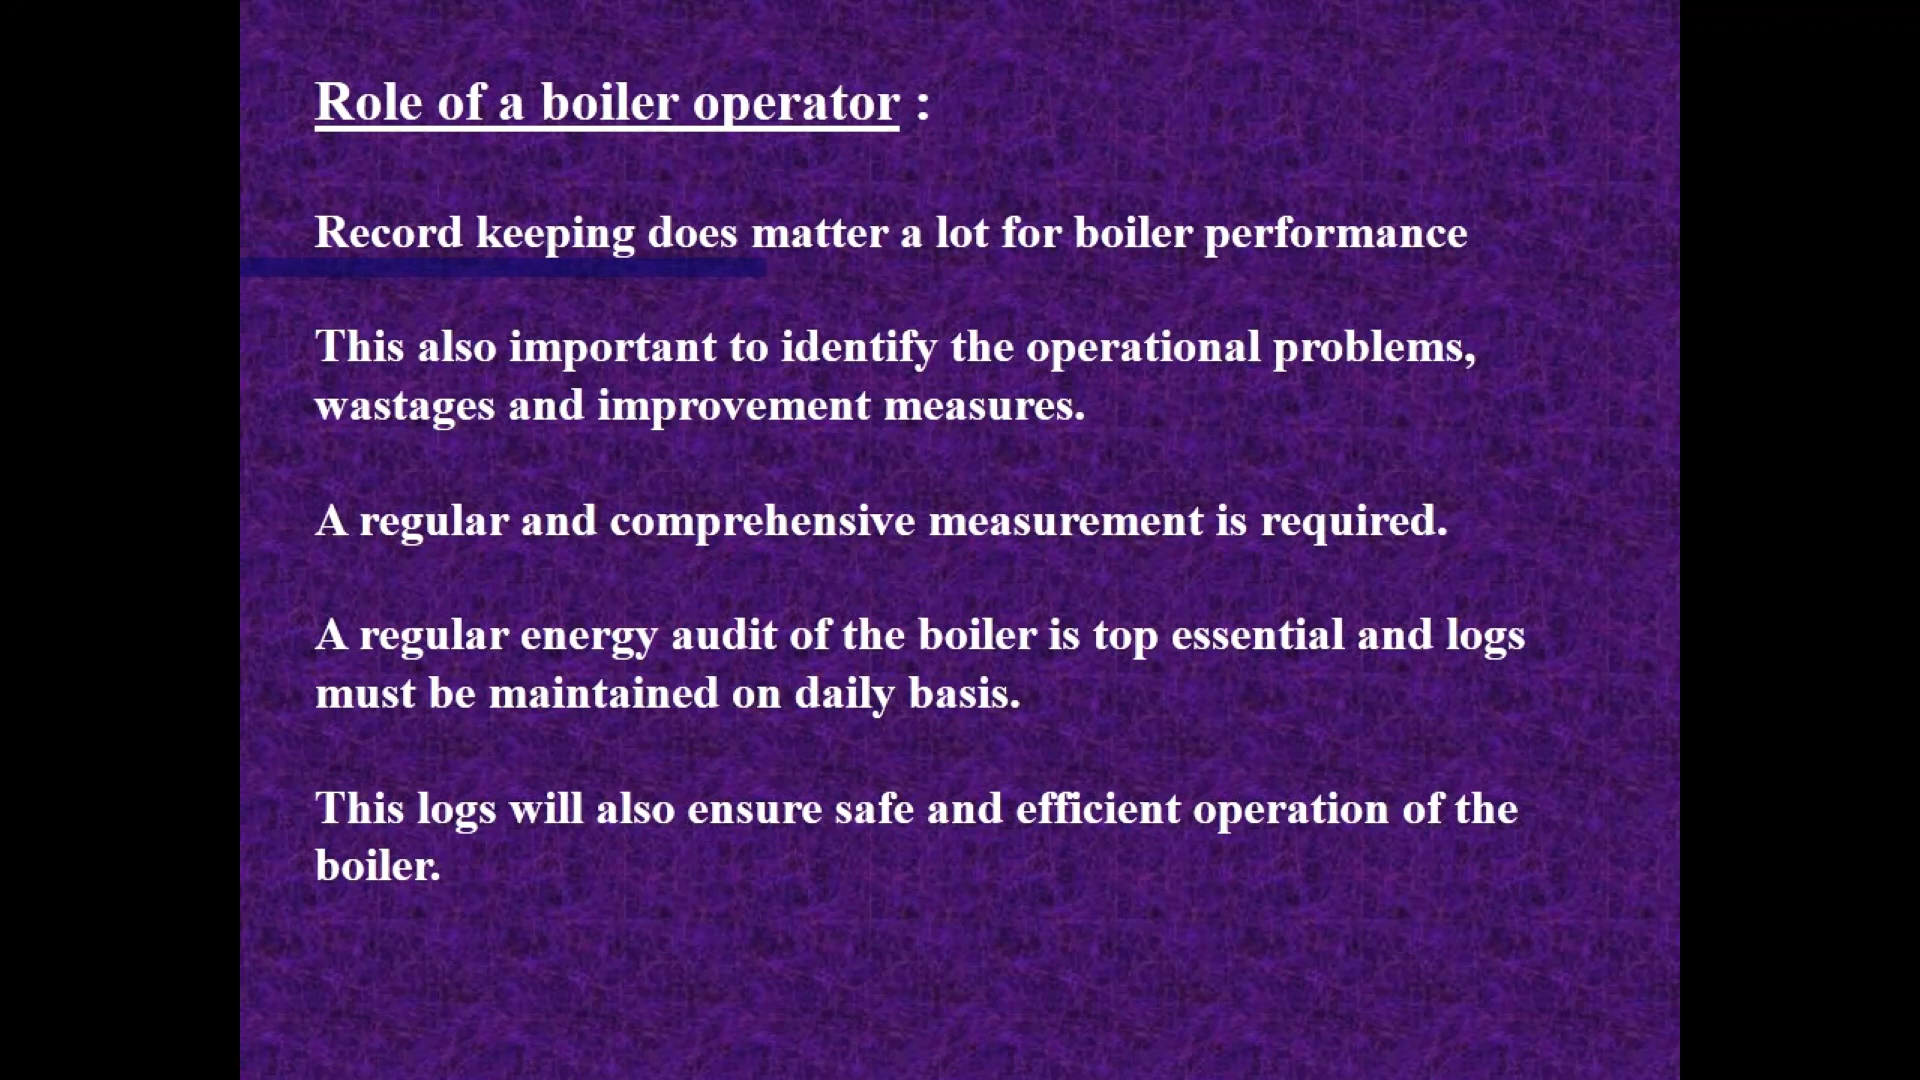 Role of a boiler operator :
Record keeping does matter a lot for boiler performance
This also important to identify the operational problems,
wastages and improvement measures.
A regular and comprehensive measurement is required.
A regular energy audit of the boiler is top essential and logs
must be maintained on daily basis.
This logs will also ensure safe and efficient operation of the
boiler.